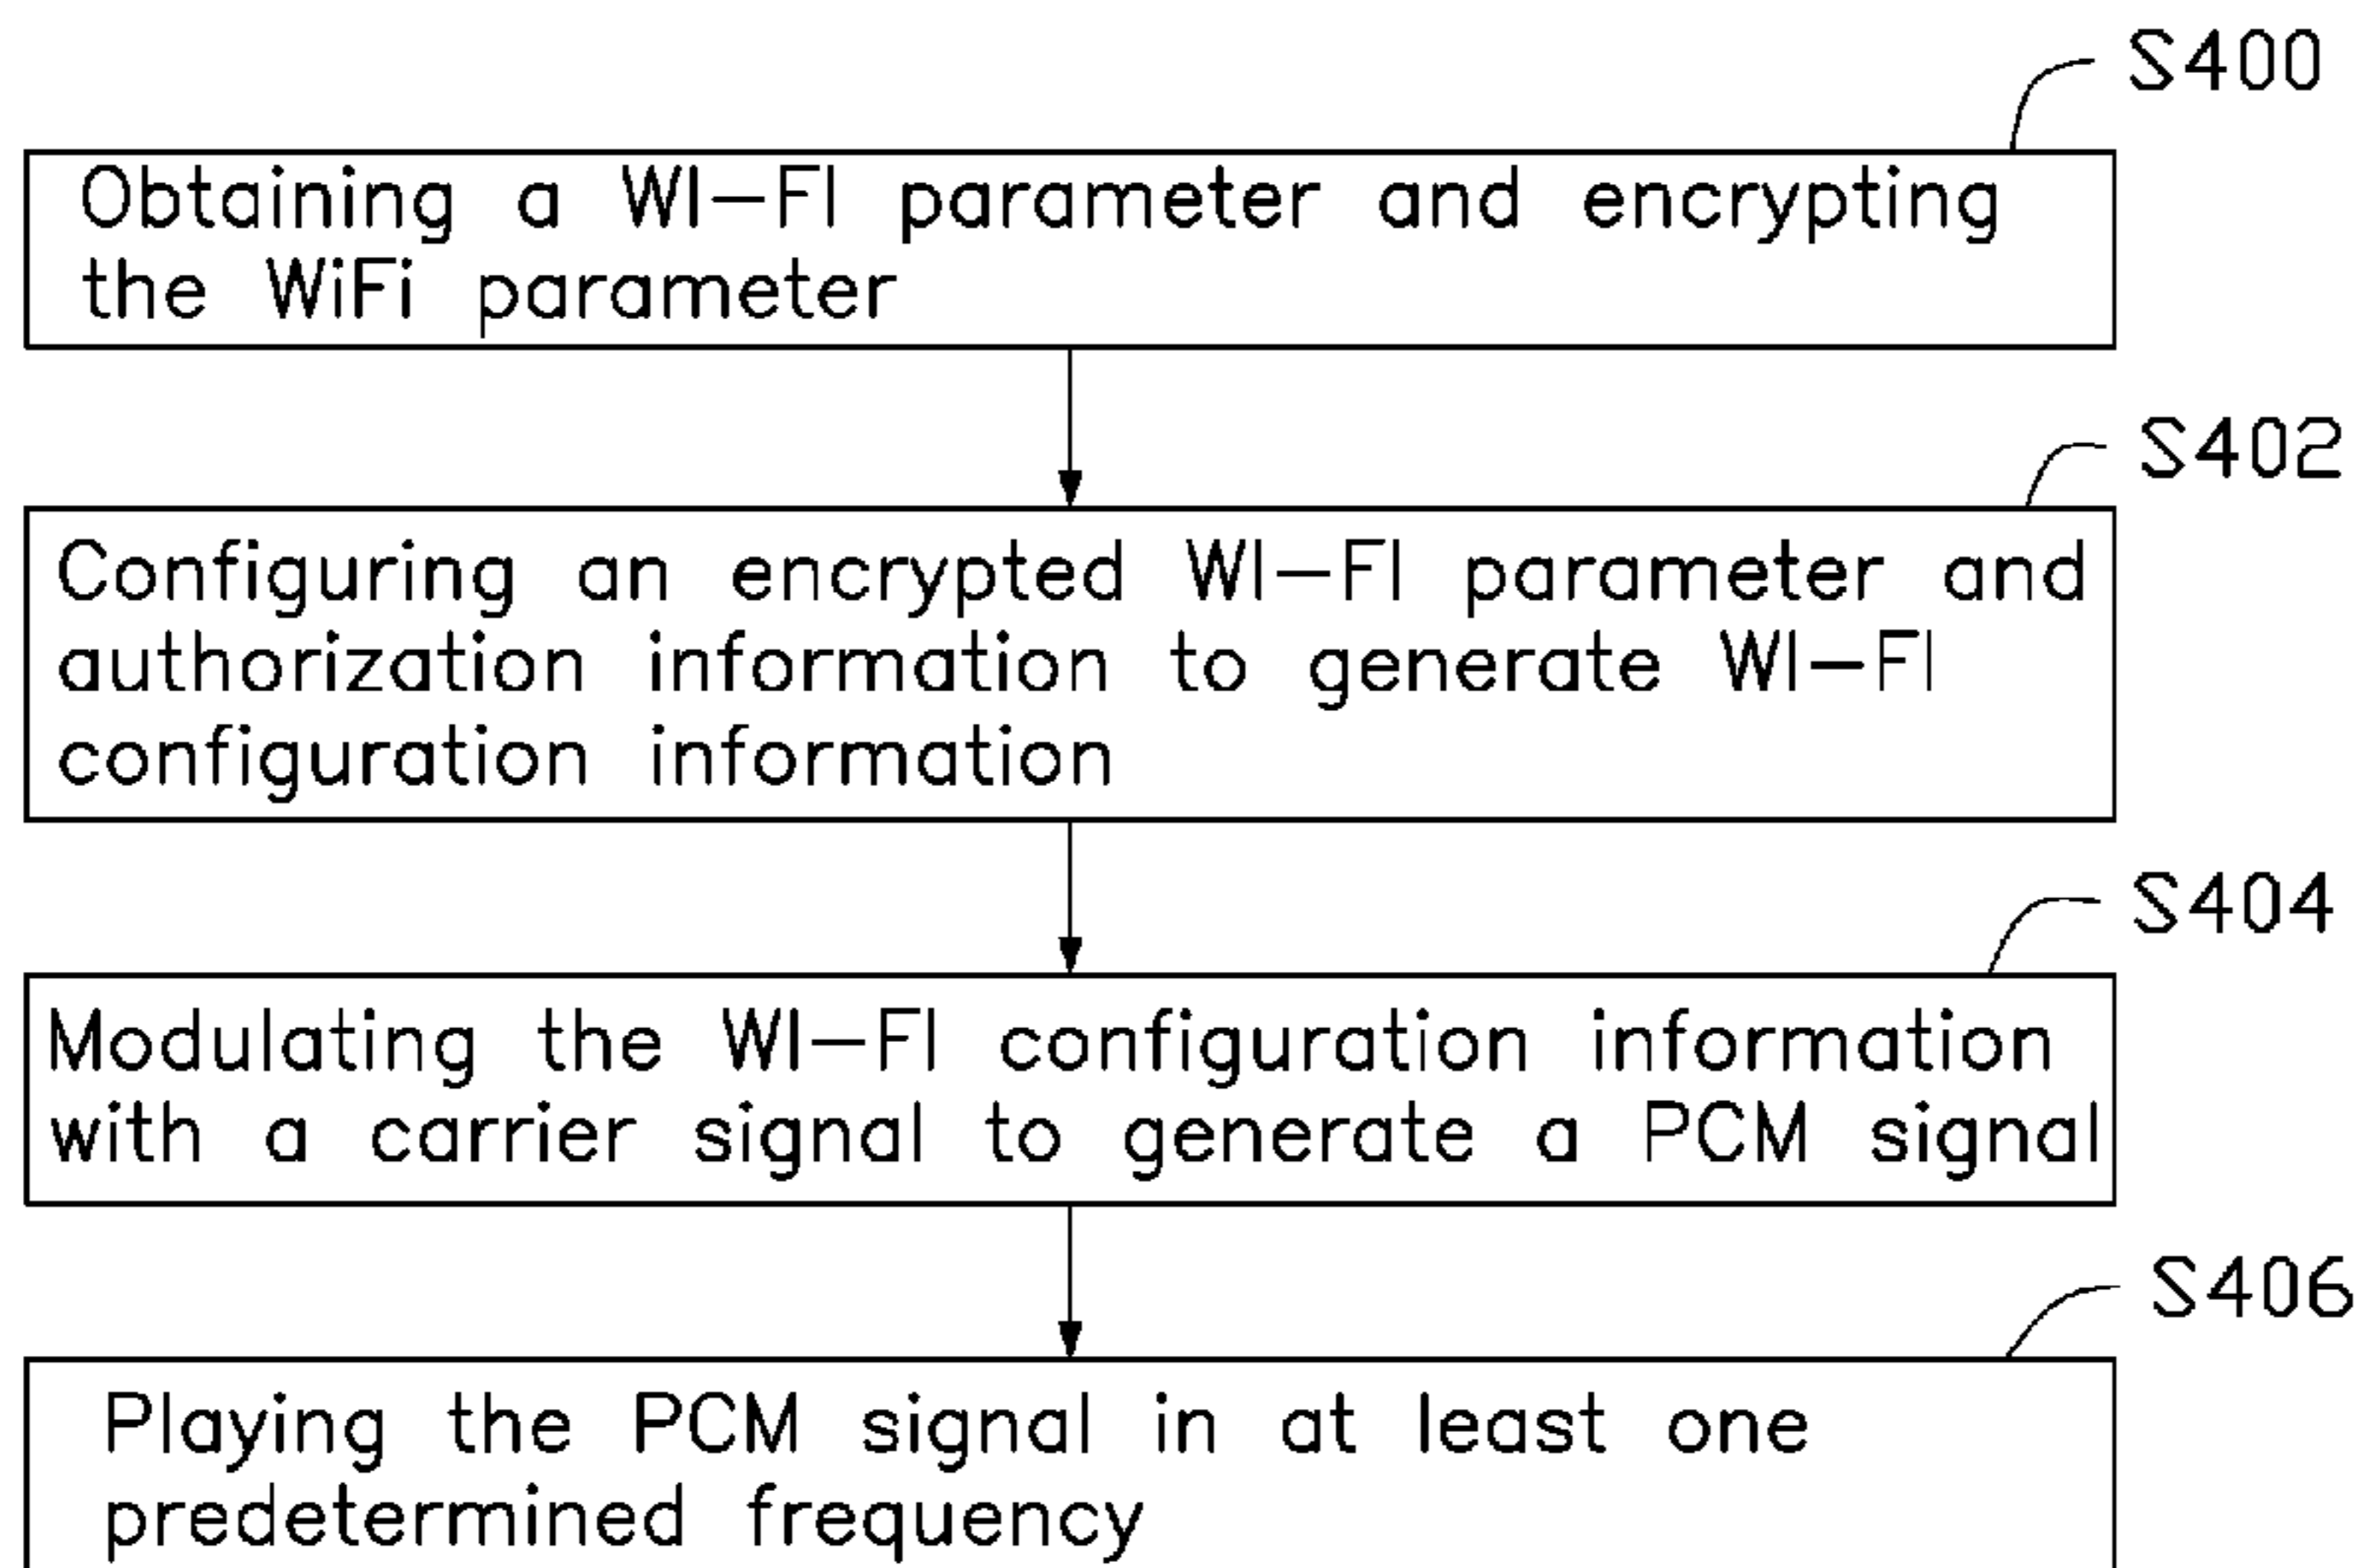 S400
Obtaining a WI-FI parameter and encrypting
the WiFi parameter
S402
Configuring an encrypted WI-FI parameter and
authorization information to generate WI-FI
configuration information
S404
Modulating the WI-FI configuration information
with a carrier signal to generate a PCM signal
S406
Playing the PCM signal in at least one
predetermined frequency